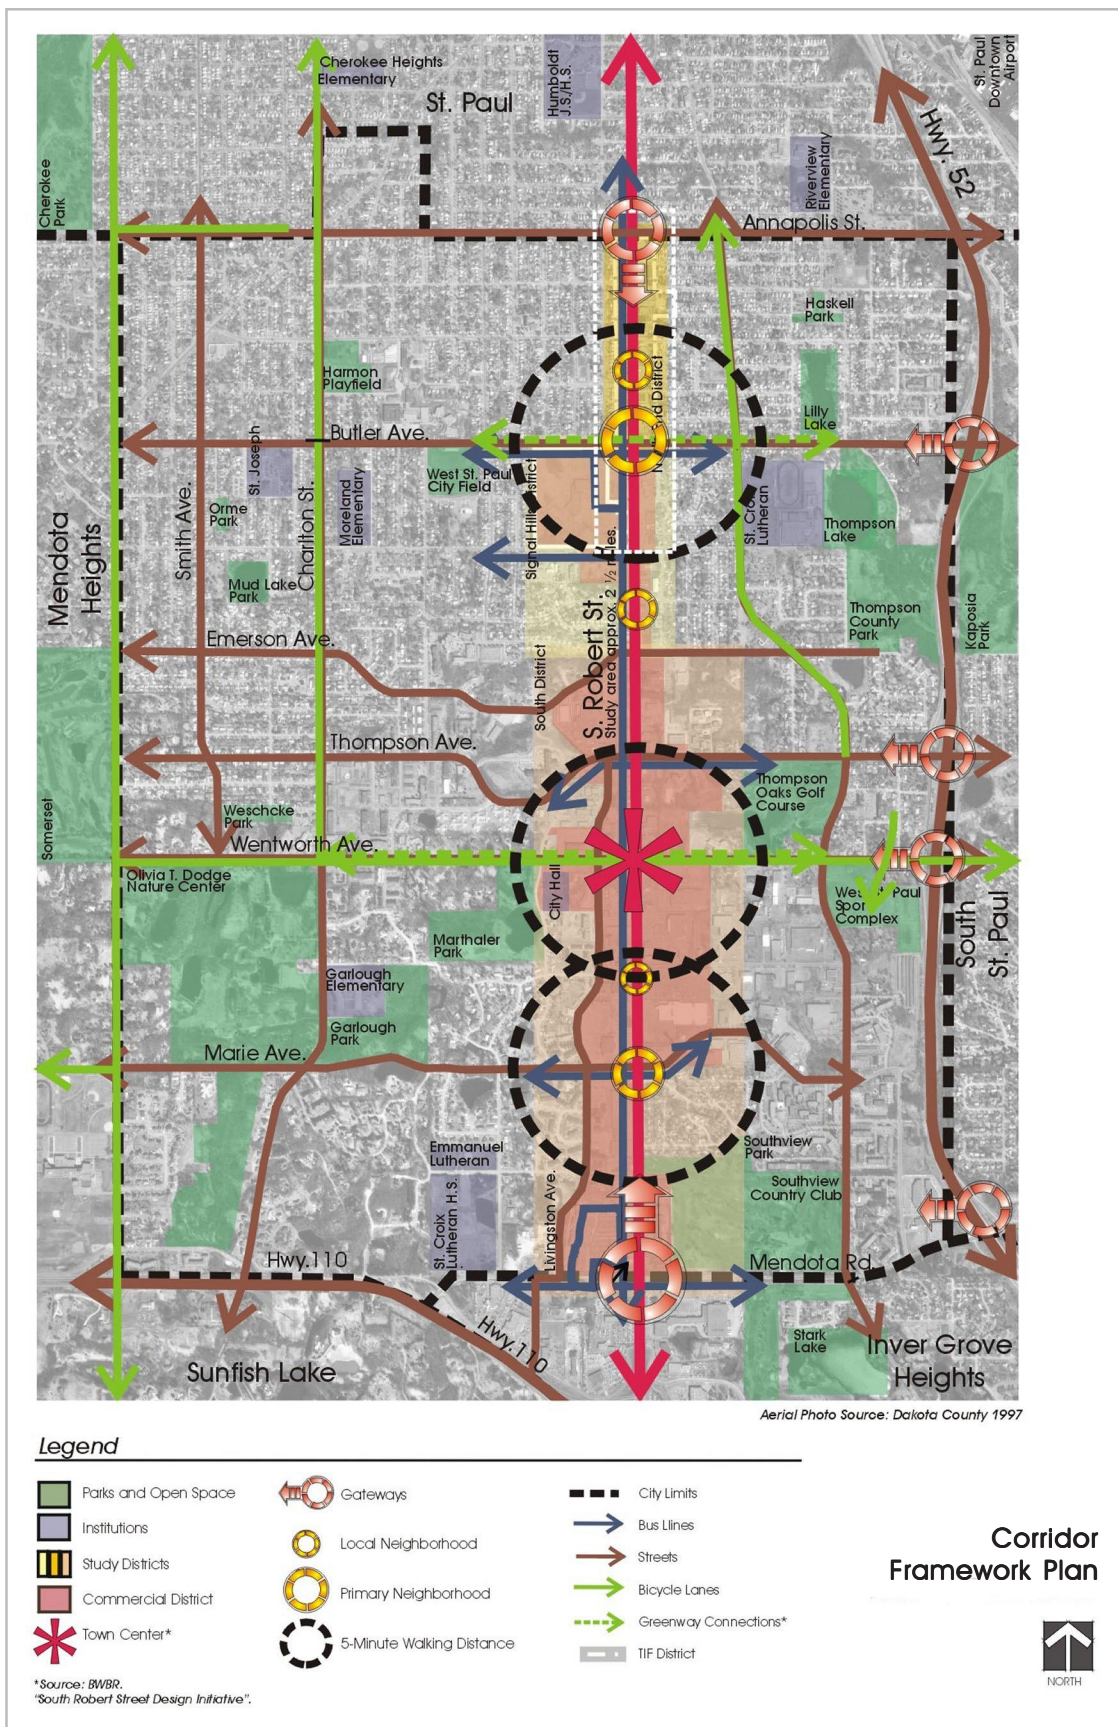 Cherokee Heights
Elementary
St. Paul
Humboldt
J.S./H.S.
St. Paul
Downtown
Airport
Hwy. 52
Riverview
Elementary
Cherokee
Park
Annapolis St.
Haskell
Park
Harmon
Playfield
Lilly
Lake
Butler Ave.
St. Joseph
West St. Paul
City Field
Moreland
Elementary
Orme
Park
Smith Ave.
Charlton St.
Signal Hills District
St. Croix
Lutheran
Thompson
Lake
Mendota
Heights
Mud Lake
Park
Thompson
County
Park
Kaposia
Park
Emerson Ave.
South District
S. Robert St.
Study area approx. 2 ½ miles.
Thompson Ave.
Thompson
Oaks Golf
Course
Somerset
Weschcke
Park
Wentworth Ave.
Olivia T. Dodge
Nature Center
City Hall
West St. Paul
Sports
Complex
South
St. Paul
Marthaler
Park
Garlough
Elementary
Garlough
Park
Marie Ave.
Emmanuel
Lutheran
Southview
Park
Southview
Country Club
St. Croix
Lutheran H.S.
Livingston Ave.
Hwy.110
Mendota Rd.
Hwy.110
Stark
Lake
Inver Grove
Heights
Sunfish Lake
Aerial Photo Source: Dakota County 1997
Legend
Parks and Open Space
Institutions
Study Districts
Commercial District
Town Center*
Gateways
Local Neighborhood
Primary Neighborhood
5-Minute Walking Distance
City Limits
Bus Llines
Streets
Bicycle Lanes
Greenway Connections*
TIF District
*Source: BWBR.
"South Robert Street Design Initiative".
Corridor
Framework Plan
NORTH